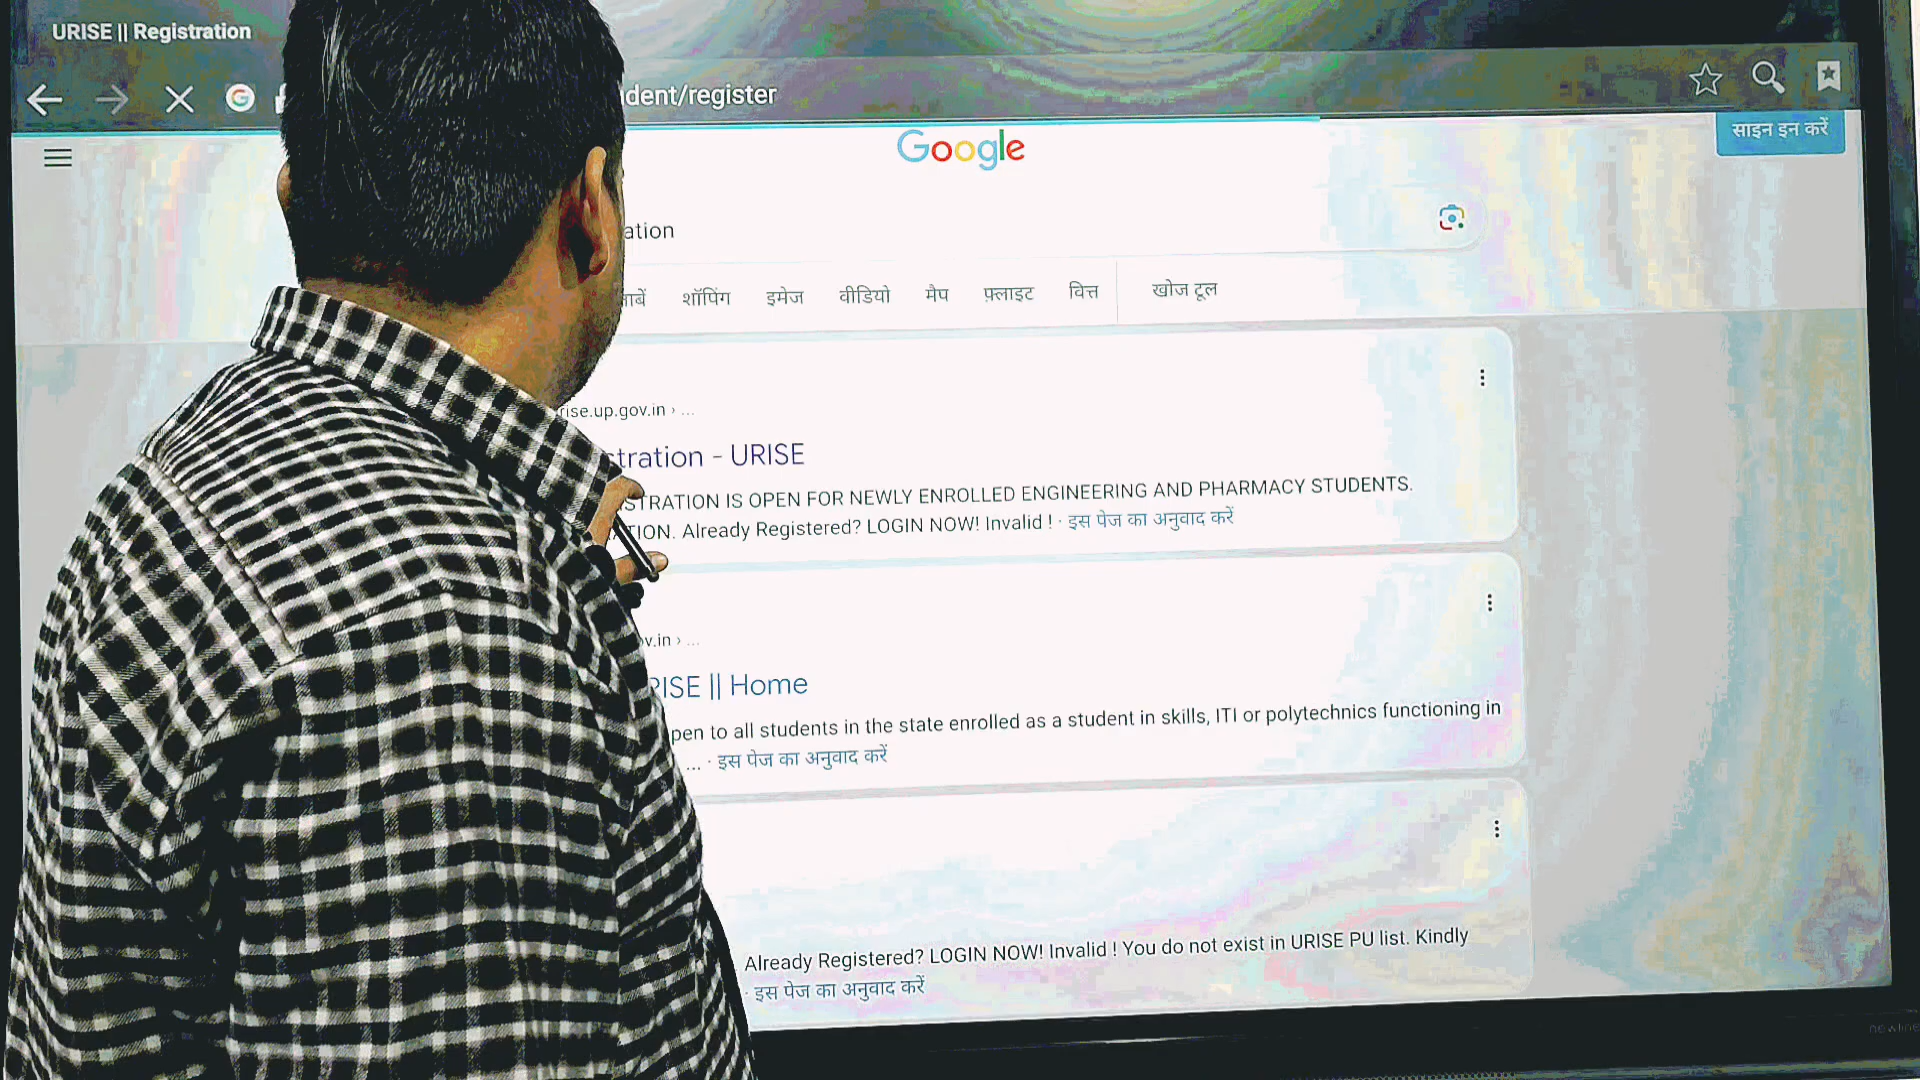 URISE || Registration
dent/register
Google
साइन इन करें
ation
शॉपिंग इमेज वीडियो मैप फ़्लाइट वित्त खोज टूल
rise.up.gov.in › ...
stration - URISE
STRATION IS OPEN FOR NEWLY ENROLLED ENGINEERING AND PHARMACY STUDENTS.
TION. Already Registered? LOGIN NOW! Invalid ! · इस पेज का अनुवाद करें
v.in › ...
RISE || Home
pen to all students in the state enrolled as a student in skills, ITI or polytechnics functioning in
... · इस पेज का अनुवाद करें
Already Registered? LOGIN NOW! Invalid ! You do not exist in URISE PU list. Kindly
· इस पेज का अनुवाद करें
newline